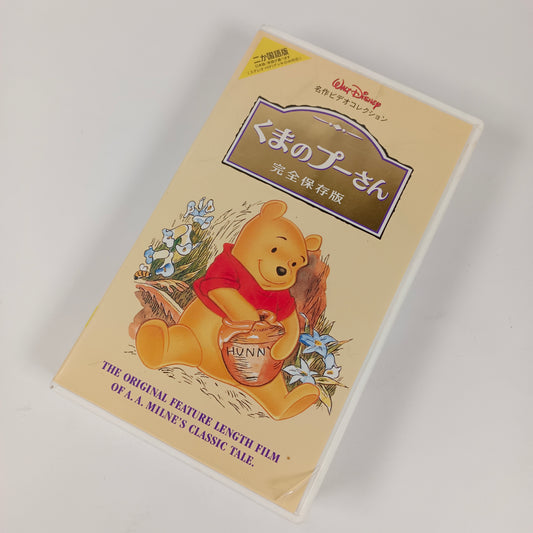 二か国語版
Walt Disney
名作ビデオコレクション
くまのプーさん
完全保存版
HUNNY
THE ORIGINAL FEATURE LENGTH FILM
OF A. A. MILNE'S CLASSIC TALE.